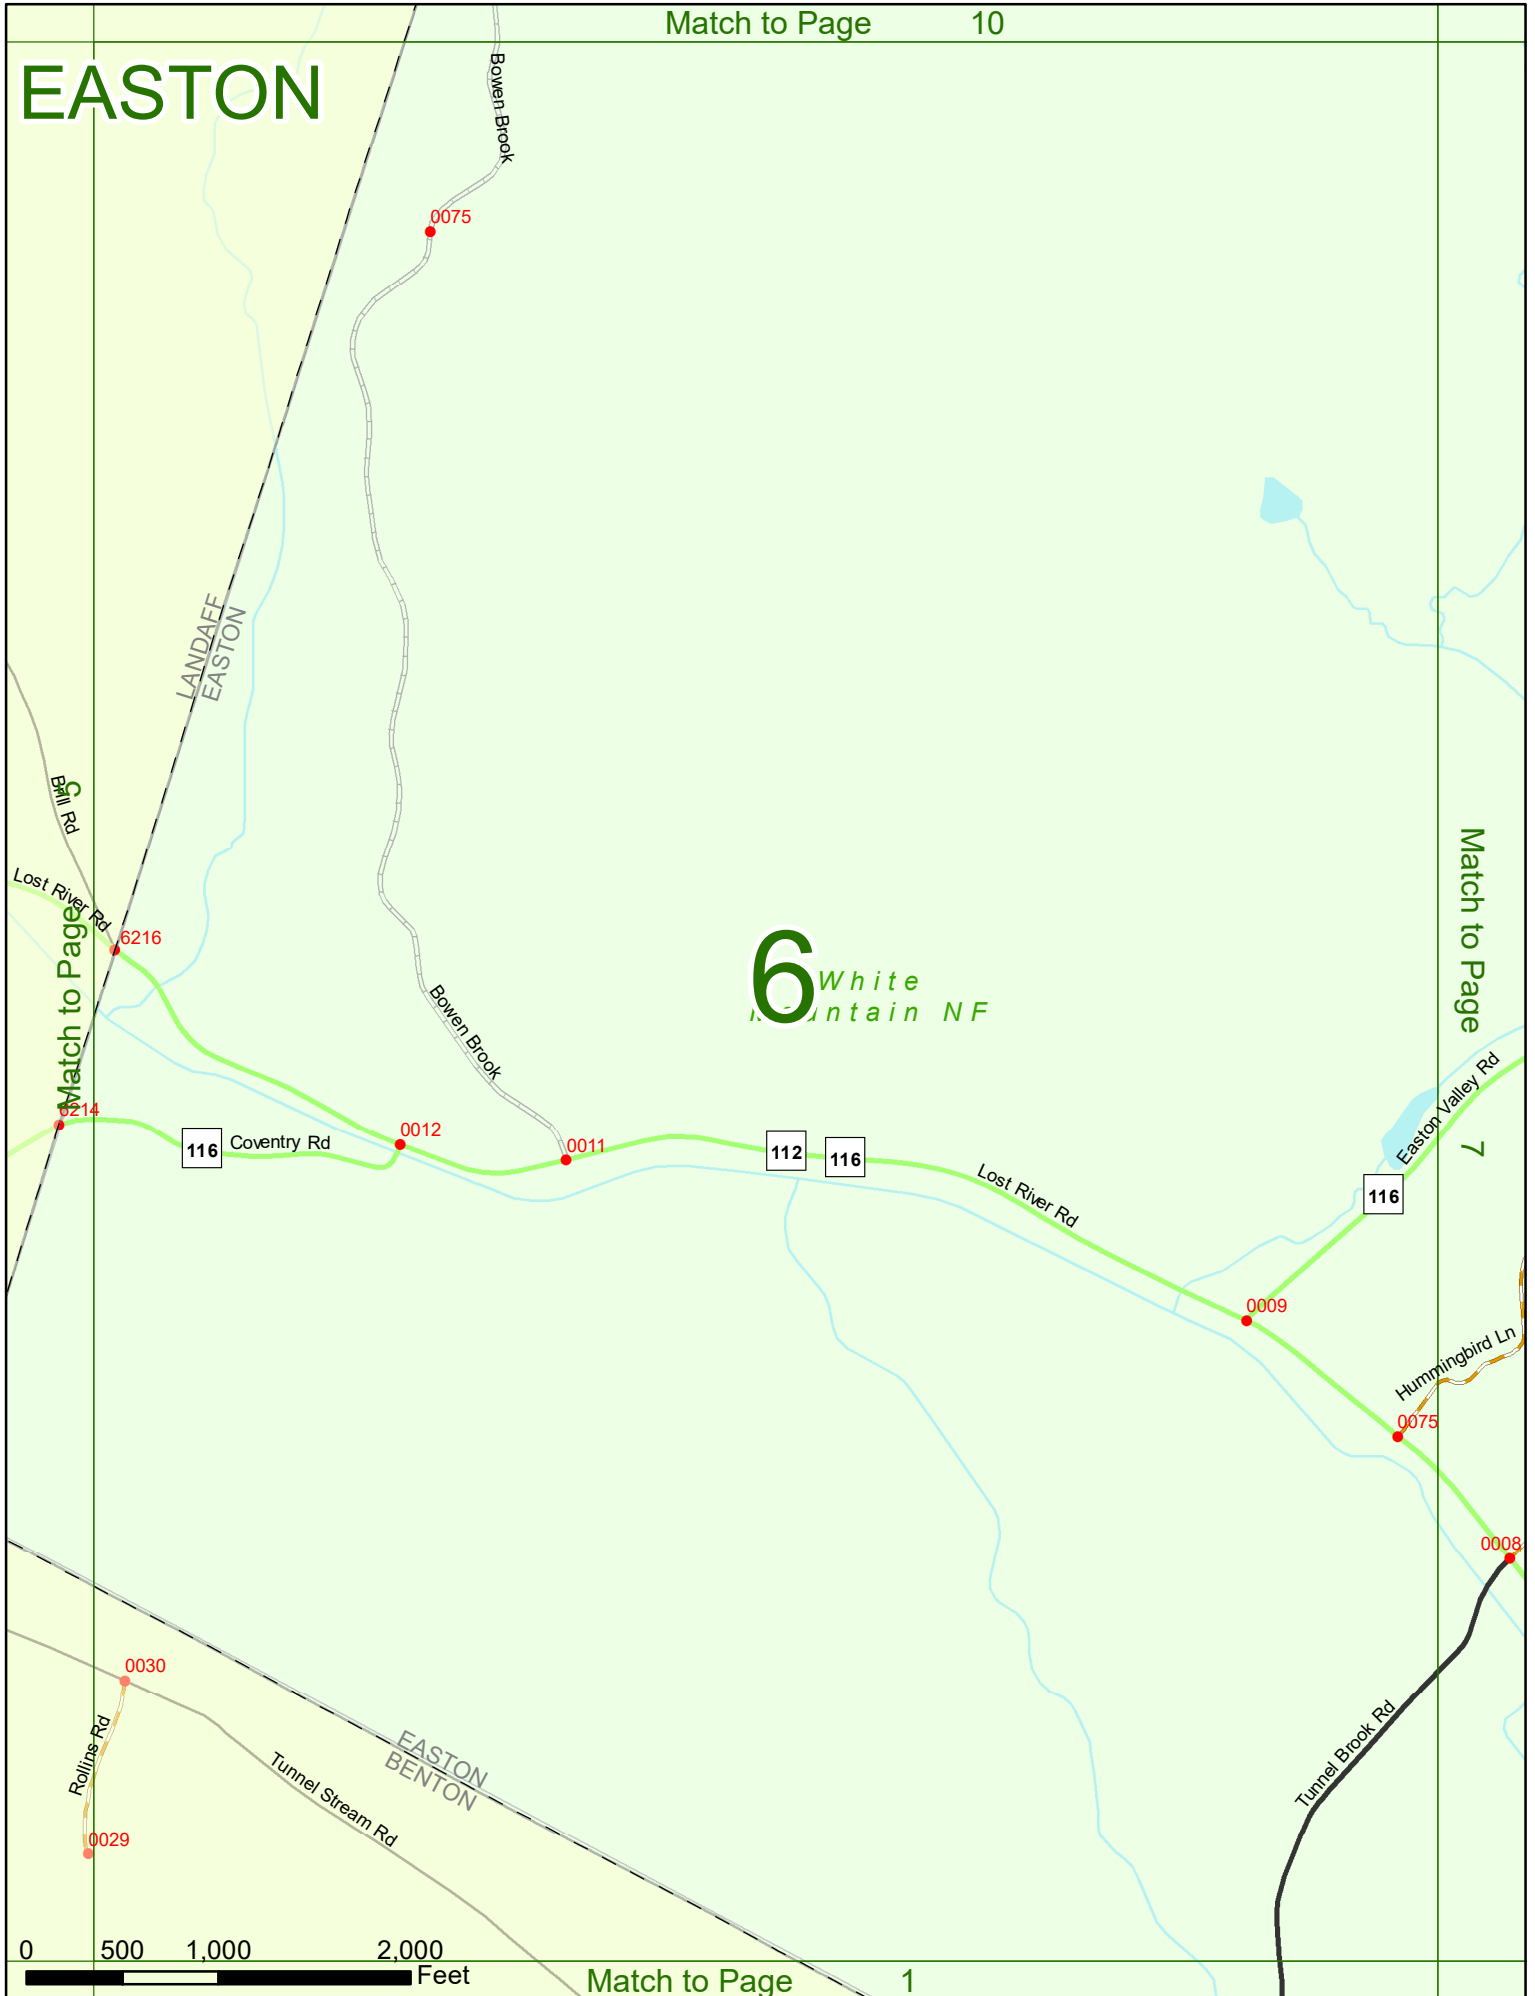 Match to Page 10
EASTON
Bowen Brook
0075
LANDAFF
EASTON
Brill Rd
5
Match to Page
Lost River Rd
6216
6
White
Mountain NF
Match to Page
7
Bowen Brook
6214
116
Coventry Rd
0012
0011
112
116
Lost River Rd
Easton Valley Rd
116
0009
Hummingbird Ln
0075
0008
0030
Rollins Rd
0029
EASTON
BENTON
Tunnel Stream Rd
Tunnel Brook Rd
0 500 1,000 2,000
Feet
Match to Page 1